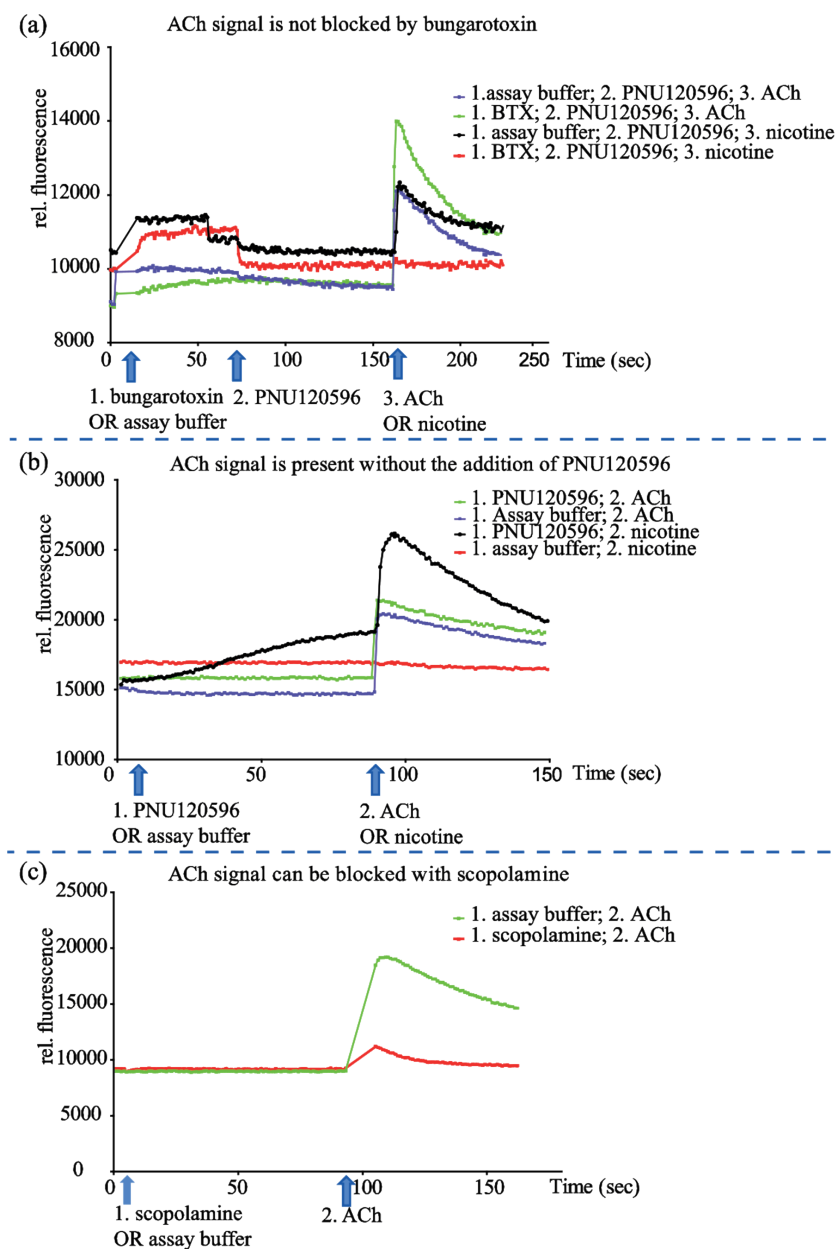 (a)
ACh signal is not blocked by bungarotoxin
16000
14000
12000
10000
8000
rel. fluorescence
1.assay buffer; 2. PNU120596; 3. ACh
1. BTX; 2. PNU120596; 3. ACh
1. assay buffer; 2. PNU120596; 3. nicotine
1. BTX; 2. PNU120596; 3. nicotine
0 50 100 150 200 250 Time (sec)
1. bungarotoxin 2. PNU120596 3. ACh
OR assay buffer OR nicotine
(b)
ACh signal is present without the addition of PNU120596
30000
25000
20000
15000
10000
rel. fluorescence
1. PNU120596; 2. ACh
1. Assay buffer; 2. ACh
1. PNU120596; 2. nicotine
1. assay buffer; 2. nicotine
0 50 100 150 Time (sec)
1. PNU120596 2. ACh
OR assay buffer OR nicotine
(c)
ACh signal can be blocked with scopolamine
25000
20000
15000
10000
5000
0
rel. fluorescence
1. assay buffer; 2. ACh
1. scopolamine; 2. ACh
0 50 100 150 Time (sec)
1. scopolamine 2. ACh
OR assay buffer